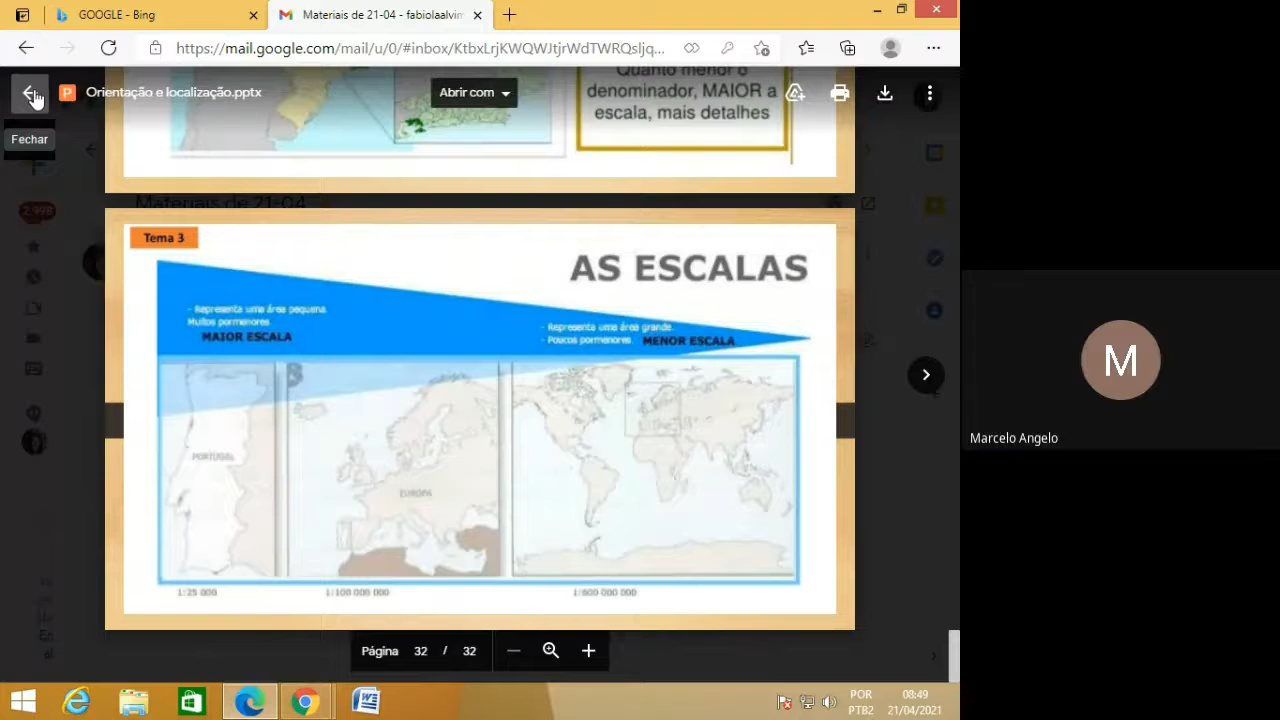 GOOGLE - Bing
Materiais de 21-04 - fabiolaalvim
https://mail.google.com/mail/u/0/#inbox/KtbxLrjKWQWJtjrWdTWRQsljq...
P
Orientação e localização.pptx
Abrir com
Fechar
Quanto menor o
denominador, MAIOR a
escala, mais detalhes
Materiais de 21-04
2.998
Tema 3
AS ESCALAS
- Representa uma área pequena.
Muitos pormenores
MAIOR ESCALA
- Representa uma área grande.
- Poucos pormenores.
MENOR ESCALA
PORTUGAL
EUROPA
1:25 000
1:100 000 000
1:600 000 000
Página 32 / 32
M
Marcelo Angelo
POR
PTB2
08:49
21/04/2021